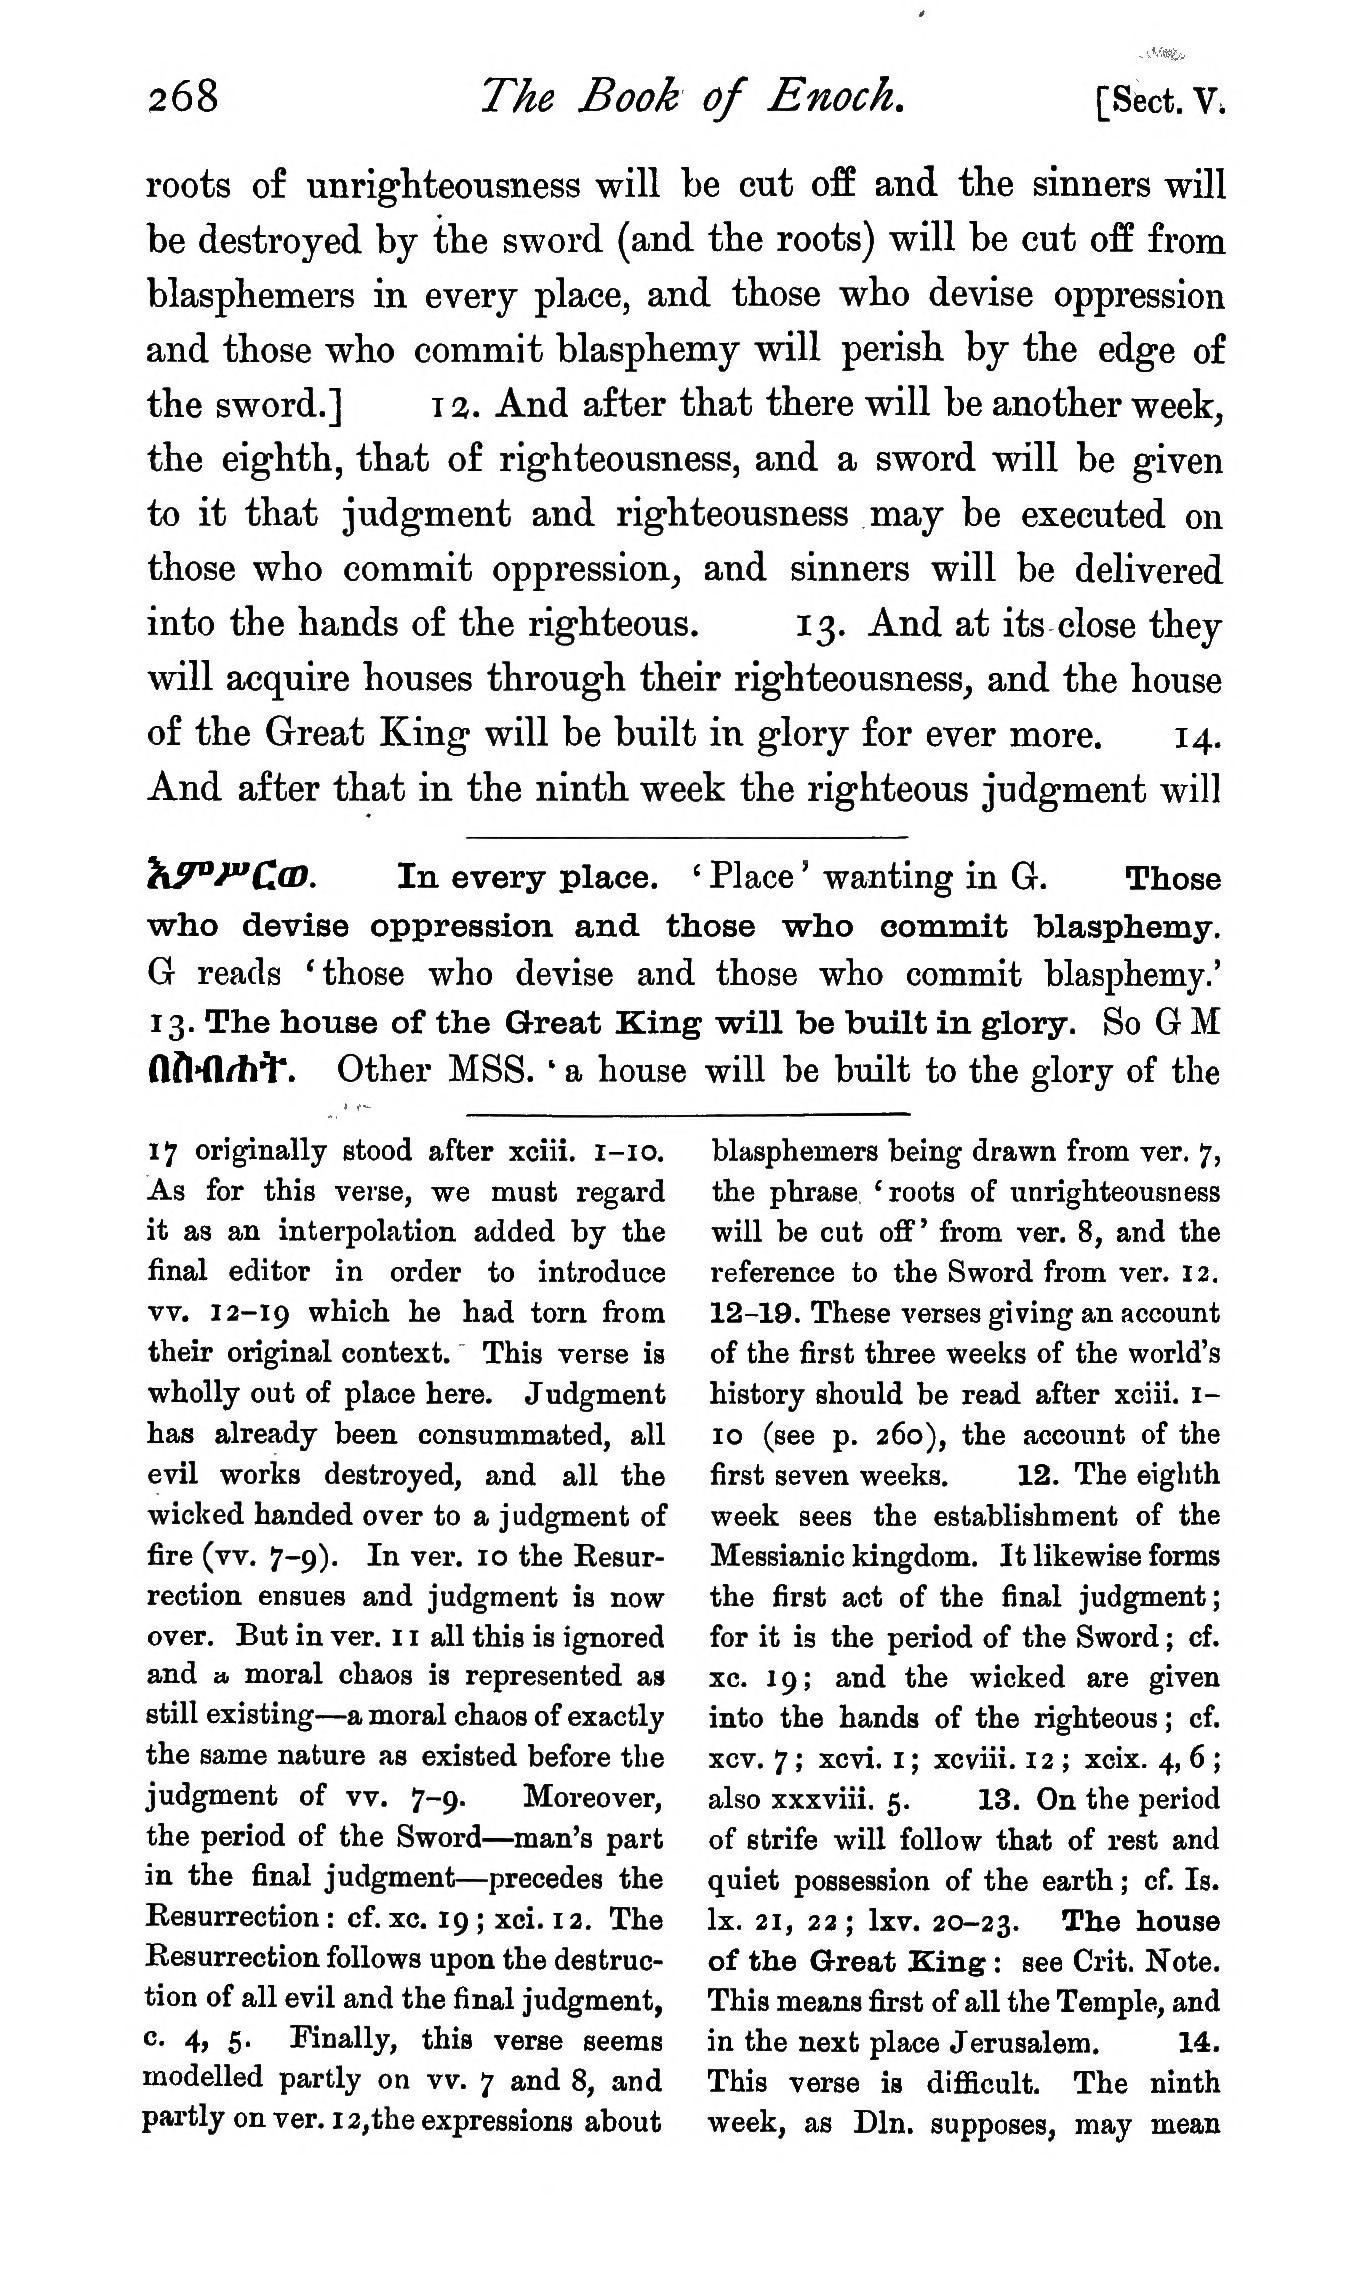 268 The Book of Enoch. [Sect. V.
roots of unrighteousness will be cut off and the sinners will
be destroyed by the sword (and the roots) will be cut off from
blasphemers in every place, and those who devise oppression
and those who commit blasphemy will perish by the edge of
the sword.] 12. And after that there will be another week,
the eighth, that of righteousness, and a sword will be given
to it that judgment and righteousness may be executed on
those who commit oppression, and sinners will be delivered
into the hands of the righteous. 13. And at its close they
will acquire houses through their righteousness, and the house
of the Great King will be built in glory for ever more. 14.
And after that in the ninth week the righteous judgment will
እምሥርወ. In every place. ‘Place’ wanting in G. Those
who devise oppression and those who commit blasphemy.
G reads ‘those who devise and those who commit blasphemy.’
13. The house of the Great King will be built in glory. So G M
በስብሐት. Other MSS. ‘a house will be built to the glory of the
17 originally stood after xciii. 1–10.
As for this verse, we must regard
it as an interpolation added by the
final editor in order to introduce
vv. 12–19 which he had torn from
their original context. This verse is
wholly out of place here. Judgment
has already been consummated, all
evil works destroyed, and all the
wicked handed over to a judgment of
fire (vv. 7–9). In ver. 10 the Resur-
rection ensues and judgment is now
over. But in ver. 11 all this is ignored
and a moral chaos is represented as
still existing—a moral chaos of exactly
the same nature as existed before the
judgment of vv. 7–9. Moreover,
the period of the Sword—man’s part
in the final judgment—precedes the
Resurrection: cf. xc. 19; xci. 12. The
Resurrection follows upon the destruc-
tion of all evil and the final judgment,
c. 4, 5. Finally, this verse seems
modelled partly on vv. 7 and 8, and
partly on ver. 12, the expressions about
blasphemers being drawn from ver. 7,
the phrase ‘roots of unrighteousness
will be cut off’ from ver. 8, and the
reference to the Sword from ver. 12.
12–19. These verses giving an account
of the first three weeks of the world’s
history should be read after xciii. 1–
10 (see p. 260), the account of the
first seven weeks. 12. The eighth
week sees the establishment of the
Messianic kingdom. It likewise forms
the first act of the final judgment;
for it is the period of the Sword; cf.
xc. 19; and the wicked are given
into the hands of the righteous; cf.
xcv. 7; xcvi. 1; xcviii. 12; xcix. 4, 6;
also xxxviii. 5. 13. On the period
of strife will follow that of rest and
quiet possession of the earth; cf. Is.
lx. 21, 22; lxv. 20–23. The house
of the Great King: see Crit. Note.
This means first of all the Temple, and
in the next place Jerusalem. 14.
This verse is difficult. The ninth
week, as Dln. supposes, may mean